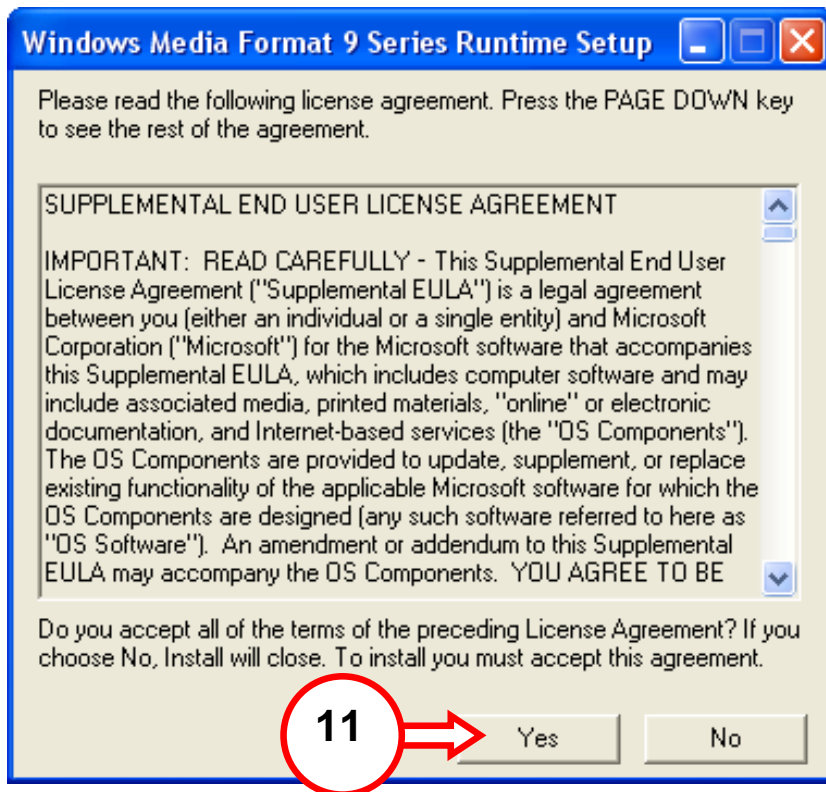 Windows Media Format 9 Series Runtime Setup
Please read the following license agreement. Press the PAGE DOWN key
to see the rest of the agreement.
SUPPLEMENTAL END USER LICENSE AGREEMENT
IMPORTANT: READ CAREFULLY - This Supplemental End User
License Agreement ("Supplemental EULA") is a legal agreement
between you (either an individual or a single entity) and Microsoft
Corporation ("Microsoft") for the Microsoft software that accompanies
this Supplemental EULA, which includes computer software and may
include associated media, printed materials, "online" or electronic
documentation, and Internet-based services (the "OS Components").
The OS Components are provided to update, supplement, or replace
existing functionality of the applicable Microsoft software for which the
OS Components are designed (any such software referred to here as
"OS Software"). An amendment or addendum to this Supplemental
EULA may accompany the OS Components. YOU AGREE TO BE
Do you accept all of the terms of the preceding License Agreement? If you
choose No, Install will close. To install you must accept this agreement.
11
Yes
No